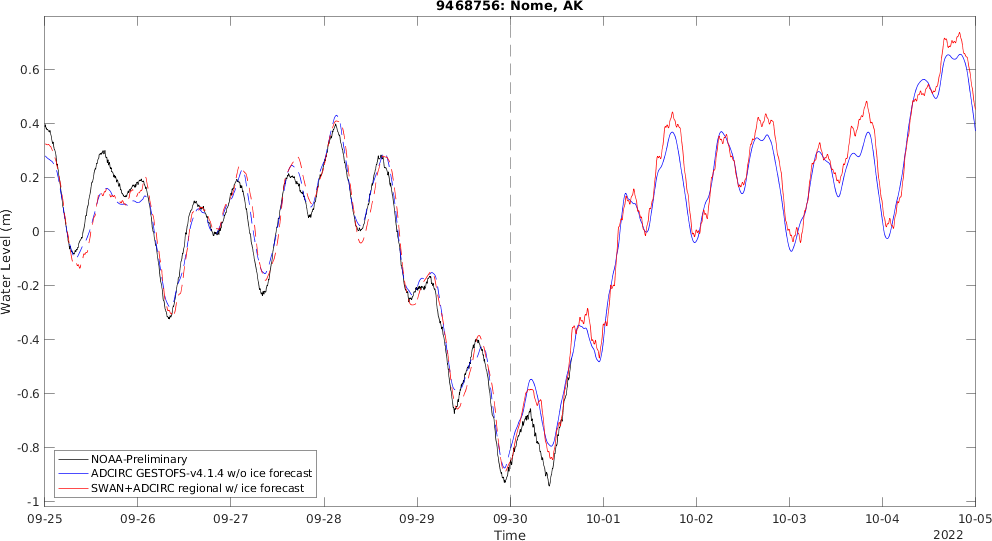 9468756: Nome, AK
Water Level (m)
0.6
0.4
0.2
0
-0.2
-0.4
-0.6
-0.8
-1
NOAA-Preliminary
ADCIRC GESTOFS-v4.1.4 w/o ice forecast
SWAN+ADCIRC regional w/ ice forecast
09-25 09-26 09-27 09-28 09-29 09-30 10-01 10-02 10-03 10-04 10-05
Time
2022